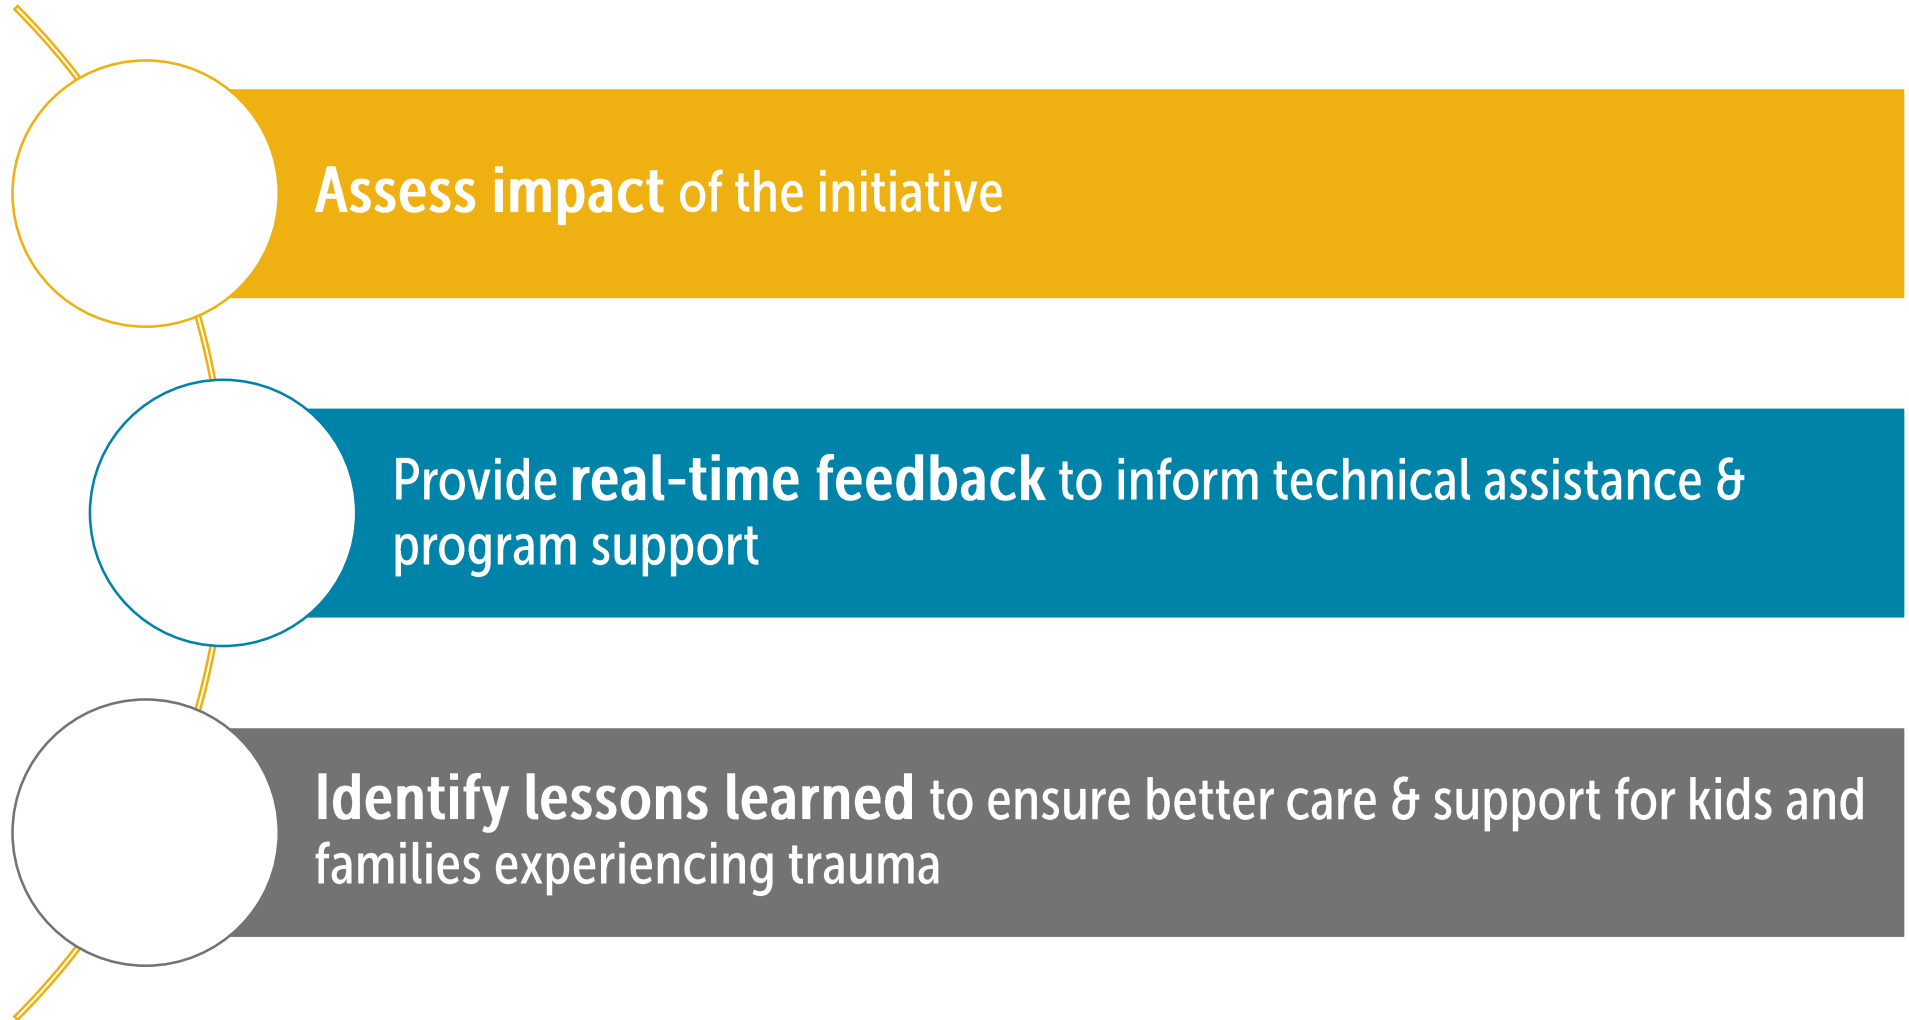 Assess impact of the initiative
Provide real-time feedback to inform technical assistance &
program support
Identify lessons learned to ensure better care & support for kids and
families experiencing trauma